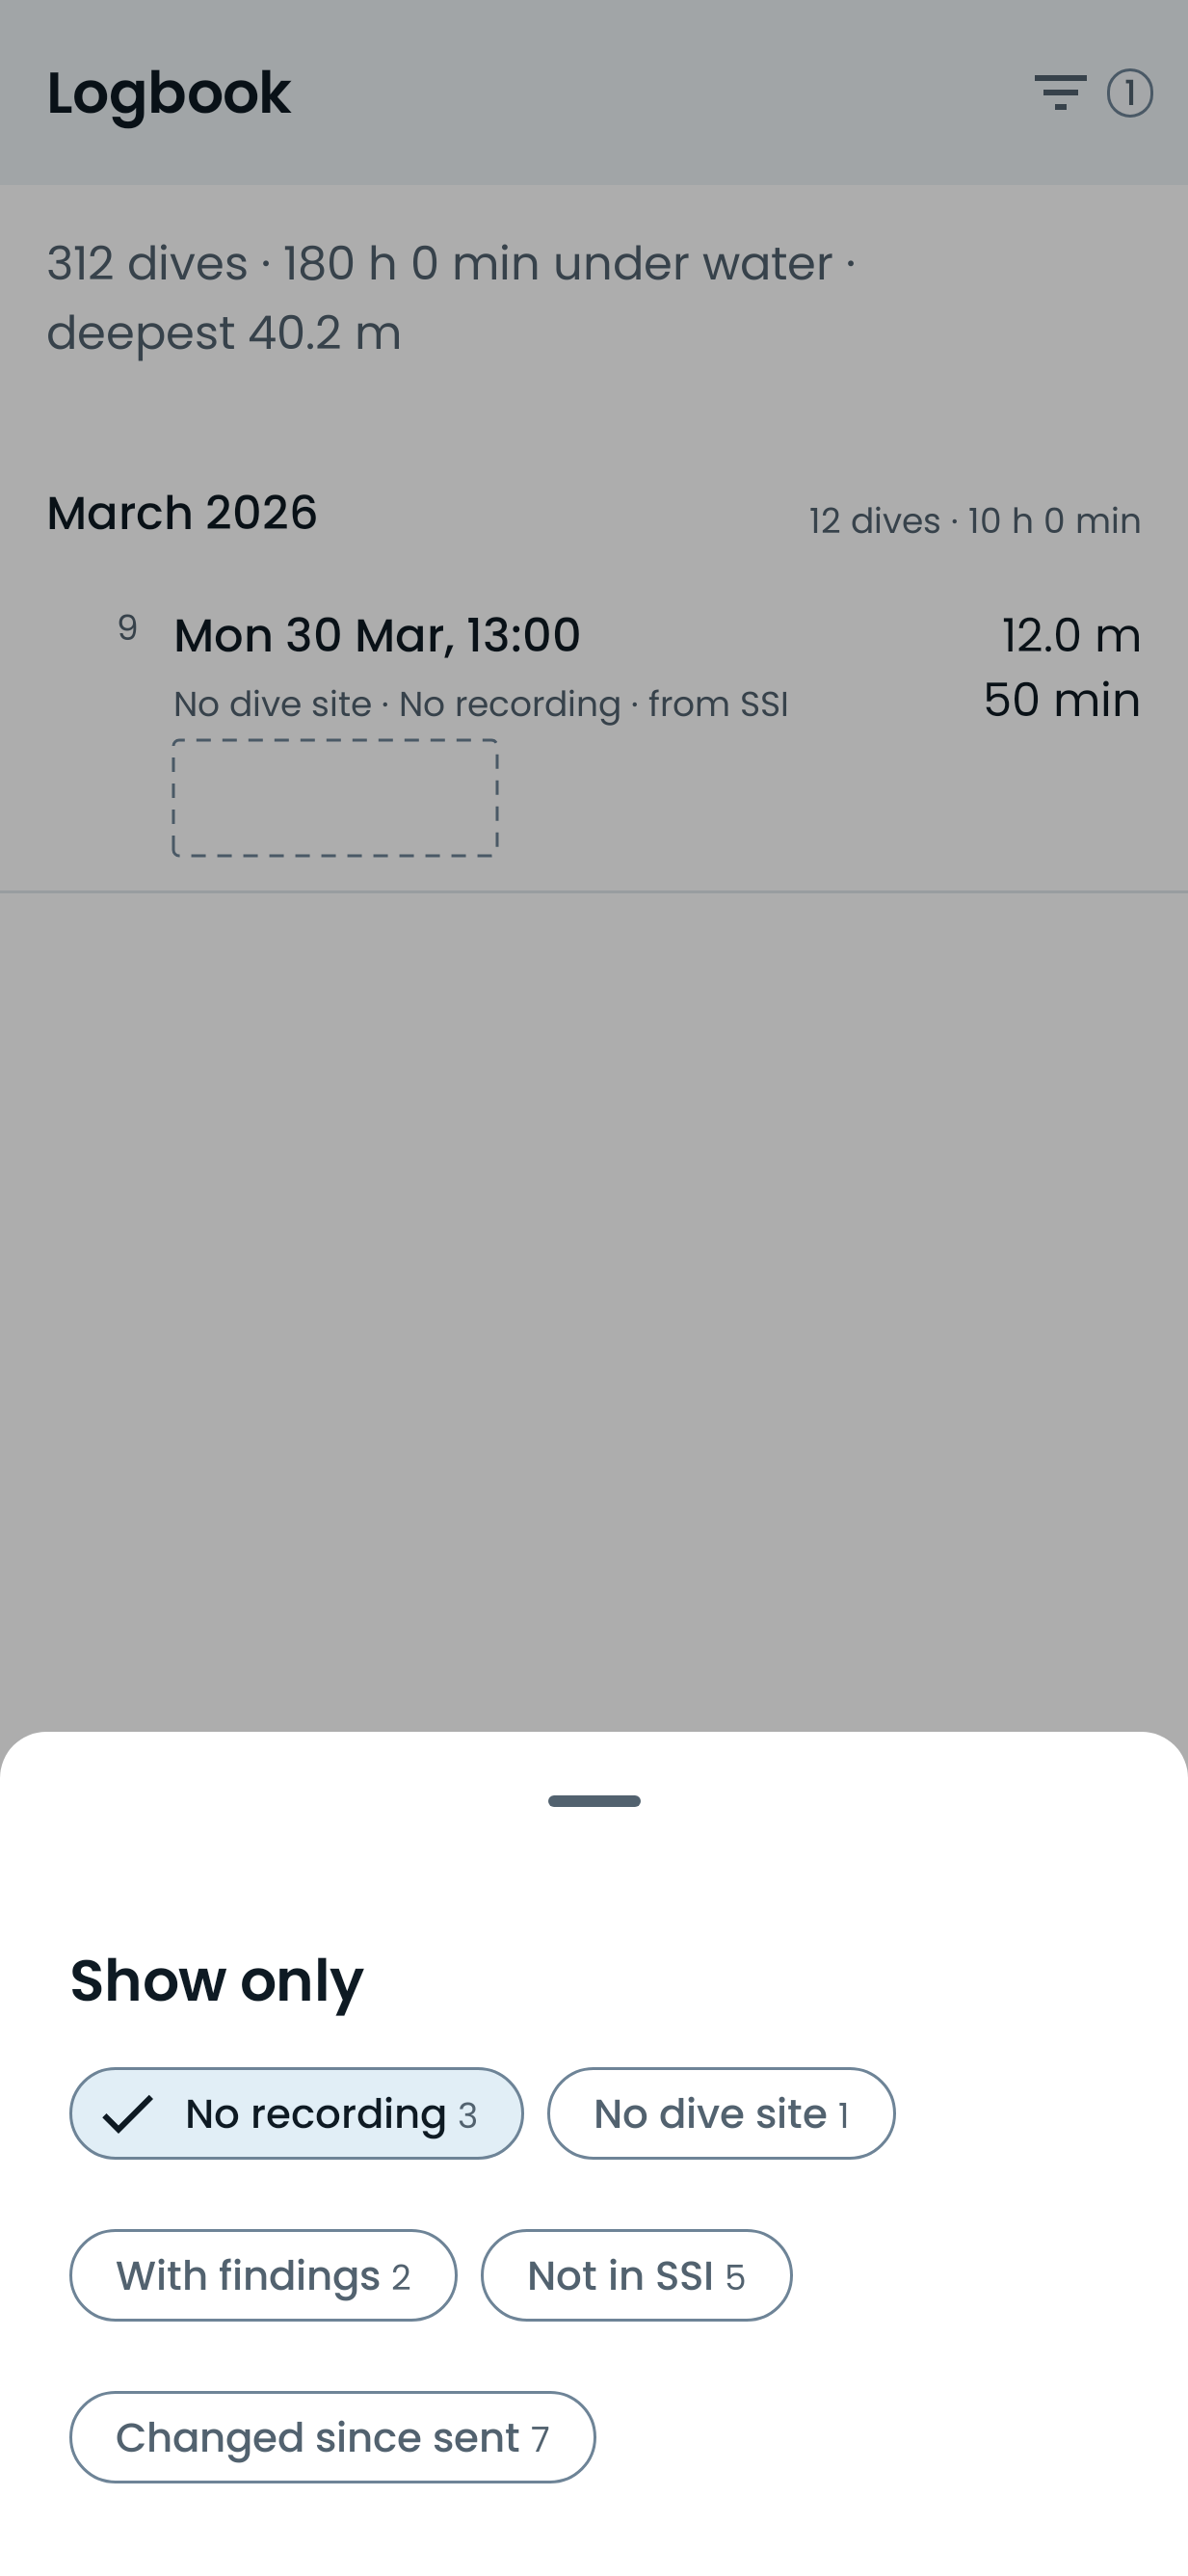 Logbook
1
312 dives · 180 h 0 min under water ·
deepest 40.2 m
March 2026
12 dives · 10 h 0 min
9
Mon 30 Mar, 13:00
12.0 m
No dive site · No recording · from SSI
50 min
Show only
No recording 3
No dive site 1
With findings 2
Not in SSI 5
Changed since sent 7